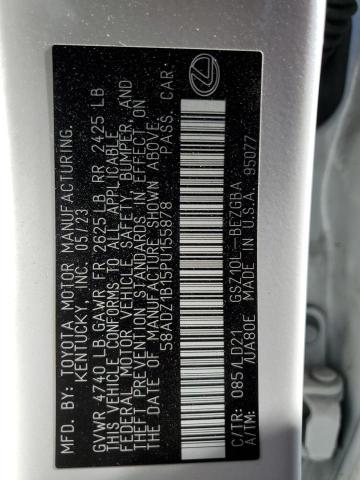 MFD. BY: TOYOTA MOTOR MANUFACTURING,
KENTUCKY, INC. 05/23
GVWR 4740 LB GAWR FR 2625 LB RR 2425 LB
THIS VEHICLE CONFORMS TO ALL APPLICABLE
FEDERAL MOTOR VEHICLE SAFETY, BUMPER, AND
THEFT PREVENTION STANDARDS IN EFFECT ON
THE DATE OF MANUFACTURE SHOWN ABOVE.
58ADZ1B15PU155878 PASS. CAR
C/TR: 085/LD21 GSZ10L-BEZGBA
A/TM: /UA80E MADE IN U.S.A. 95077